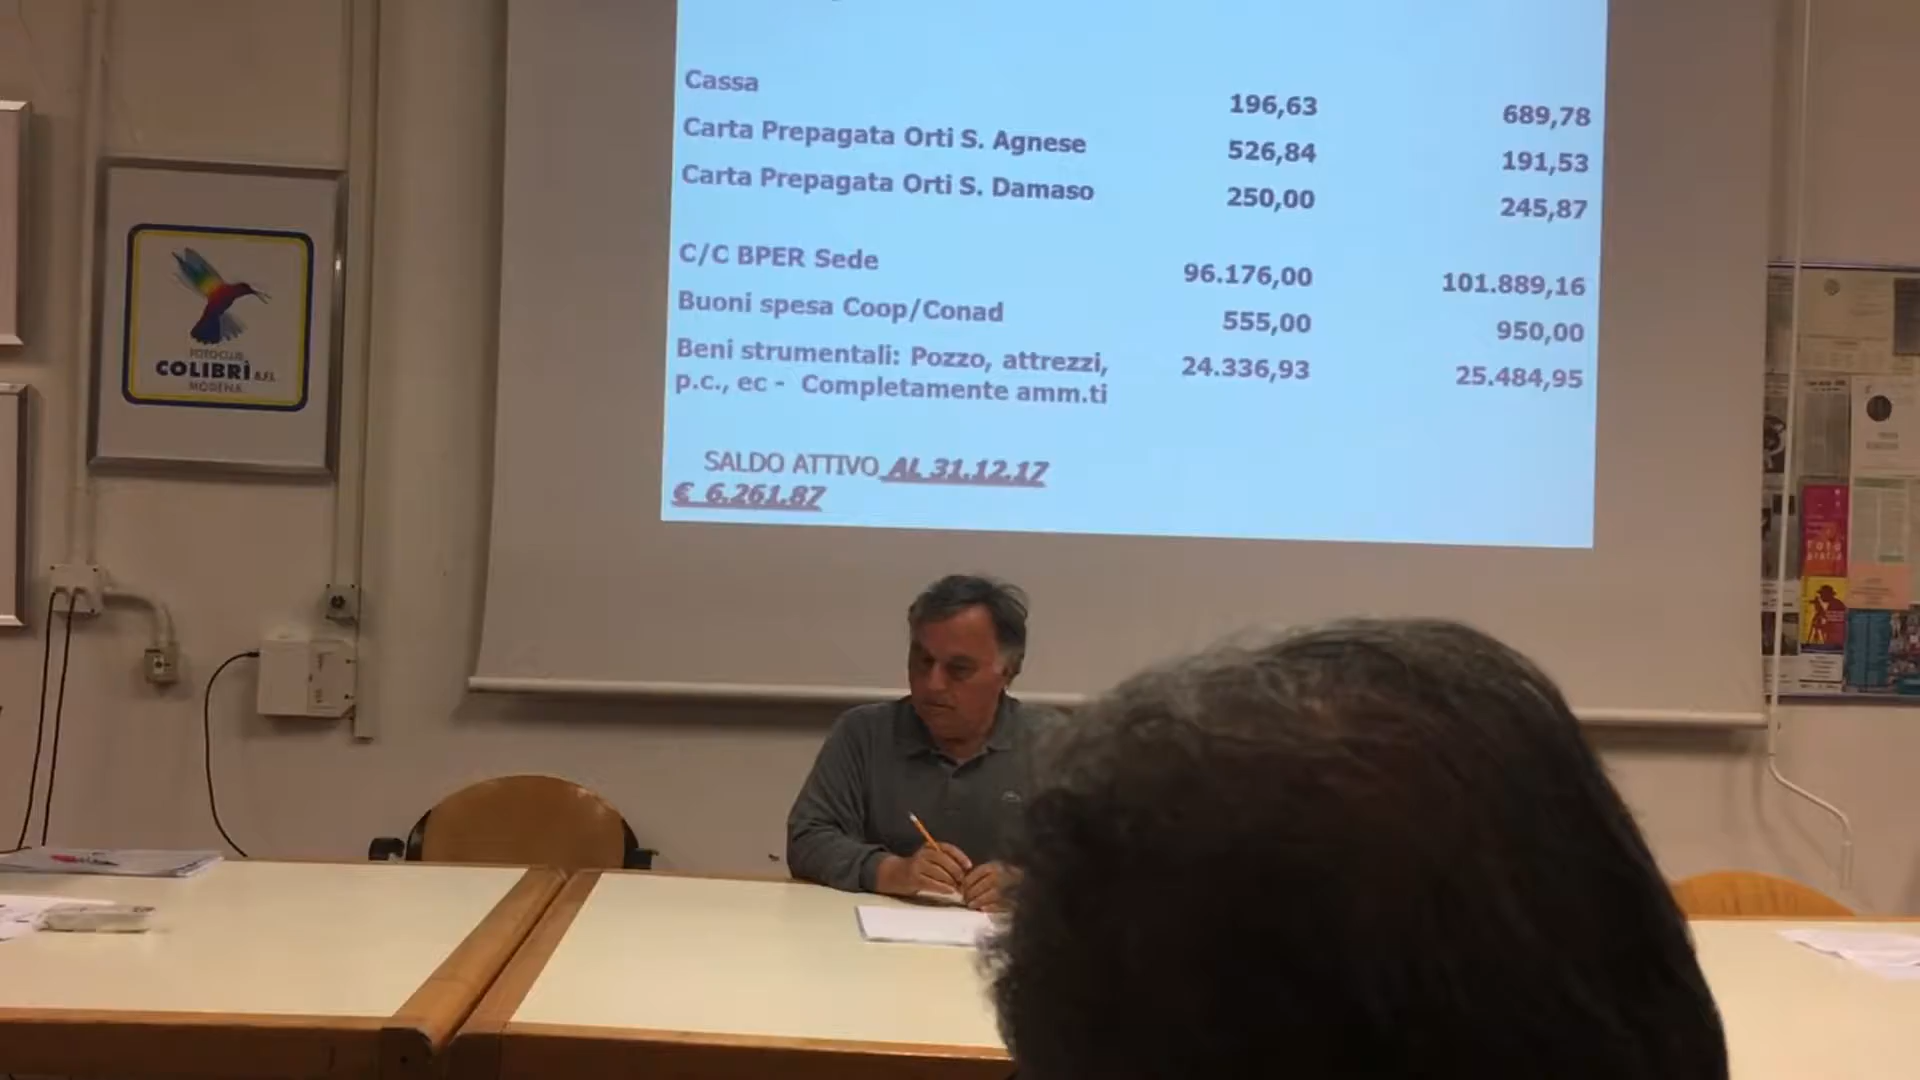 Cassa 196,63 689,78
Carta Prepagata Orti S. Agnese 526,84 191,53
Carta Prepagata Orti S. Damaso 250,00 245,87
C/C BPER Sede 96.176,00 101.889,16
Buoni spesa Coop/Conad 555,00 950,00
Beni strumentali: Pozzo, attrezzi, 24.336,93 25.484,95
p.c., ec - Completamente amm.ti
SALDO ATTIVO AL 31.12.17
€ 6.261,87
FOTOCLUB
COLIBRÌ B.F.I.
MODENA